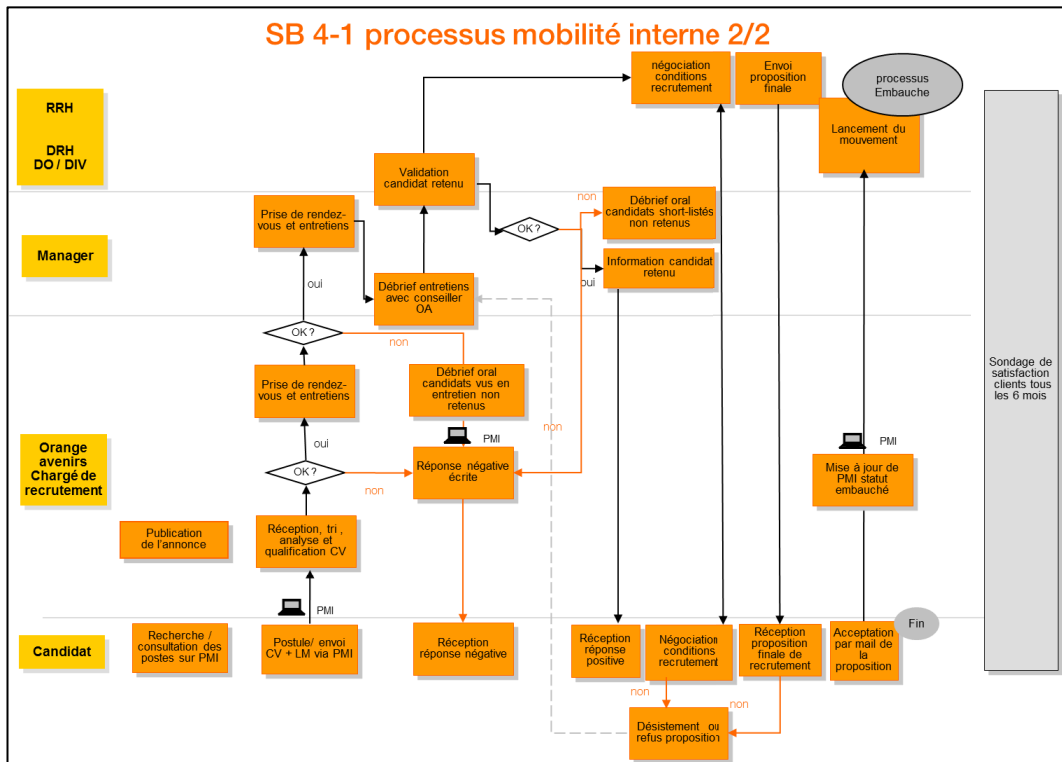 SB 4-1 processus mobilité interne 2/2
RRH
DRH
DO / DIV
négociation
conditions
recrutement
Envoi
proposition
finale
processus
Embauche
Lancement du
mouvement
Validation
candidat retenu
Manager
Prise de rendez-
vous et entretiens
OK ?
non
Débrief oral
candidats short-listés
non retenus
Information candidat
retenu
oui
oui
Débrief entretiens
avec conseiller
OA
OK ?
non
Orange
avenirs
Chargé de
recrutement
Prise de rendez-
vous et entretiens
Débrief oral
candidats vus en
entretien non
retenus
non
oui
PMI
OK ?
non
Réponse négative
écrite
PMI
Mise à jour de
PMI statut
embauché
Publication
de l'annonce
Réception, tri ,
analyse et
qualification CV
PMI
Sondage de
satisfaction
clients tous
les 6 mois
Candidat
Recherche /
consultation des
postes sur PMI
Postule/ envoi
CV + LM via PMI
Réception
réponse négative
Réception
réponse
positive
Négociation
conditions
recrutement
Réception
proposition
finale de
recrutement
Acceptation
par mail de
la
proposition
Fin
non
non
Désistement ou
refus proposition